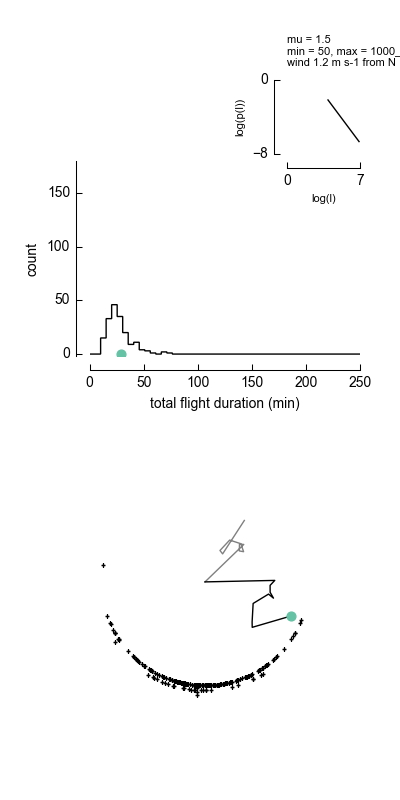 mu = 1.5
min = 50, max = 1000_
wind 1.2 m s-1 from N
0
log(p(l))
−8
0 7
log(l)
150
100
50
0
count
0 50 100 150 200 250
total flight duration (min)